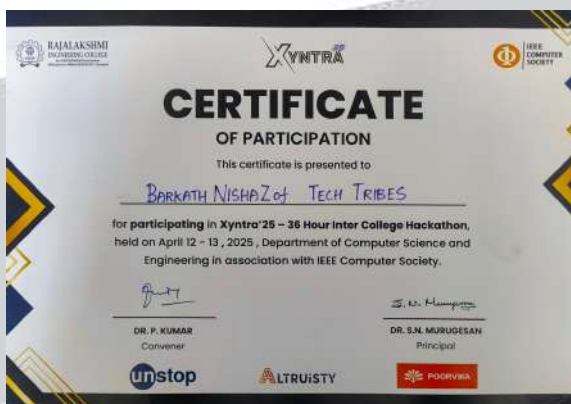 RAJALAKSHMI
ENGINEERING COLLEGE
XYNTRA
IEEE
COMPUTER
SOCIETY
CERTIFICATE
OF PARTICIPATION
This certificate is presented to
BARKATH NISHA Z of TECH TRIBES
for participating in Xyntra'25 – 36 Hour Inter College Hackathon,
held on April 12 - 13 , 2025 , Department of Computer Science and
Engineering in association with IEEE Computer Society.
S. N. Murugesan
DR. P. KUMAR
Convener
DR. S.N. MURUGESAN
Principal
unstop
ALTRUISTY
POORVIKA